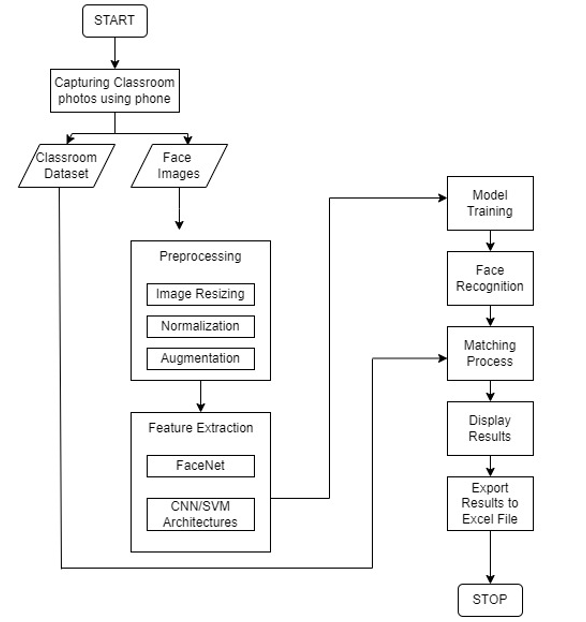 START
Capturing Classroom
photos using phone
Classroom
Dataset
Face
Images
Preprocessing
Image Resizing
Normalization
Augmentation
Feature Extraction
FaceNet
CNN/SVM
Architectures
Model
Training
Face
Recognition
Matching
Process
Display
Results
Export
Results to
Excel File
STOP